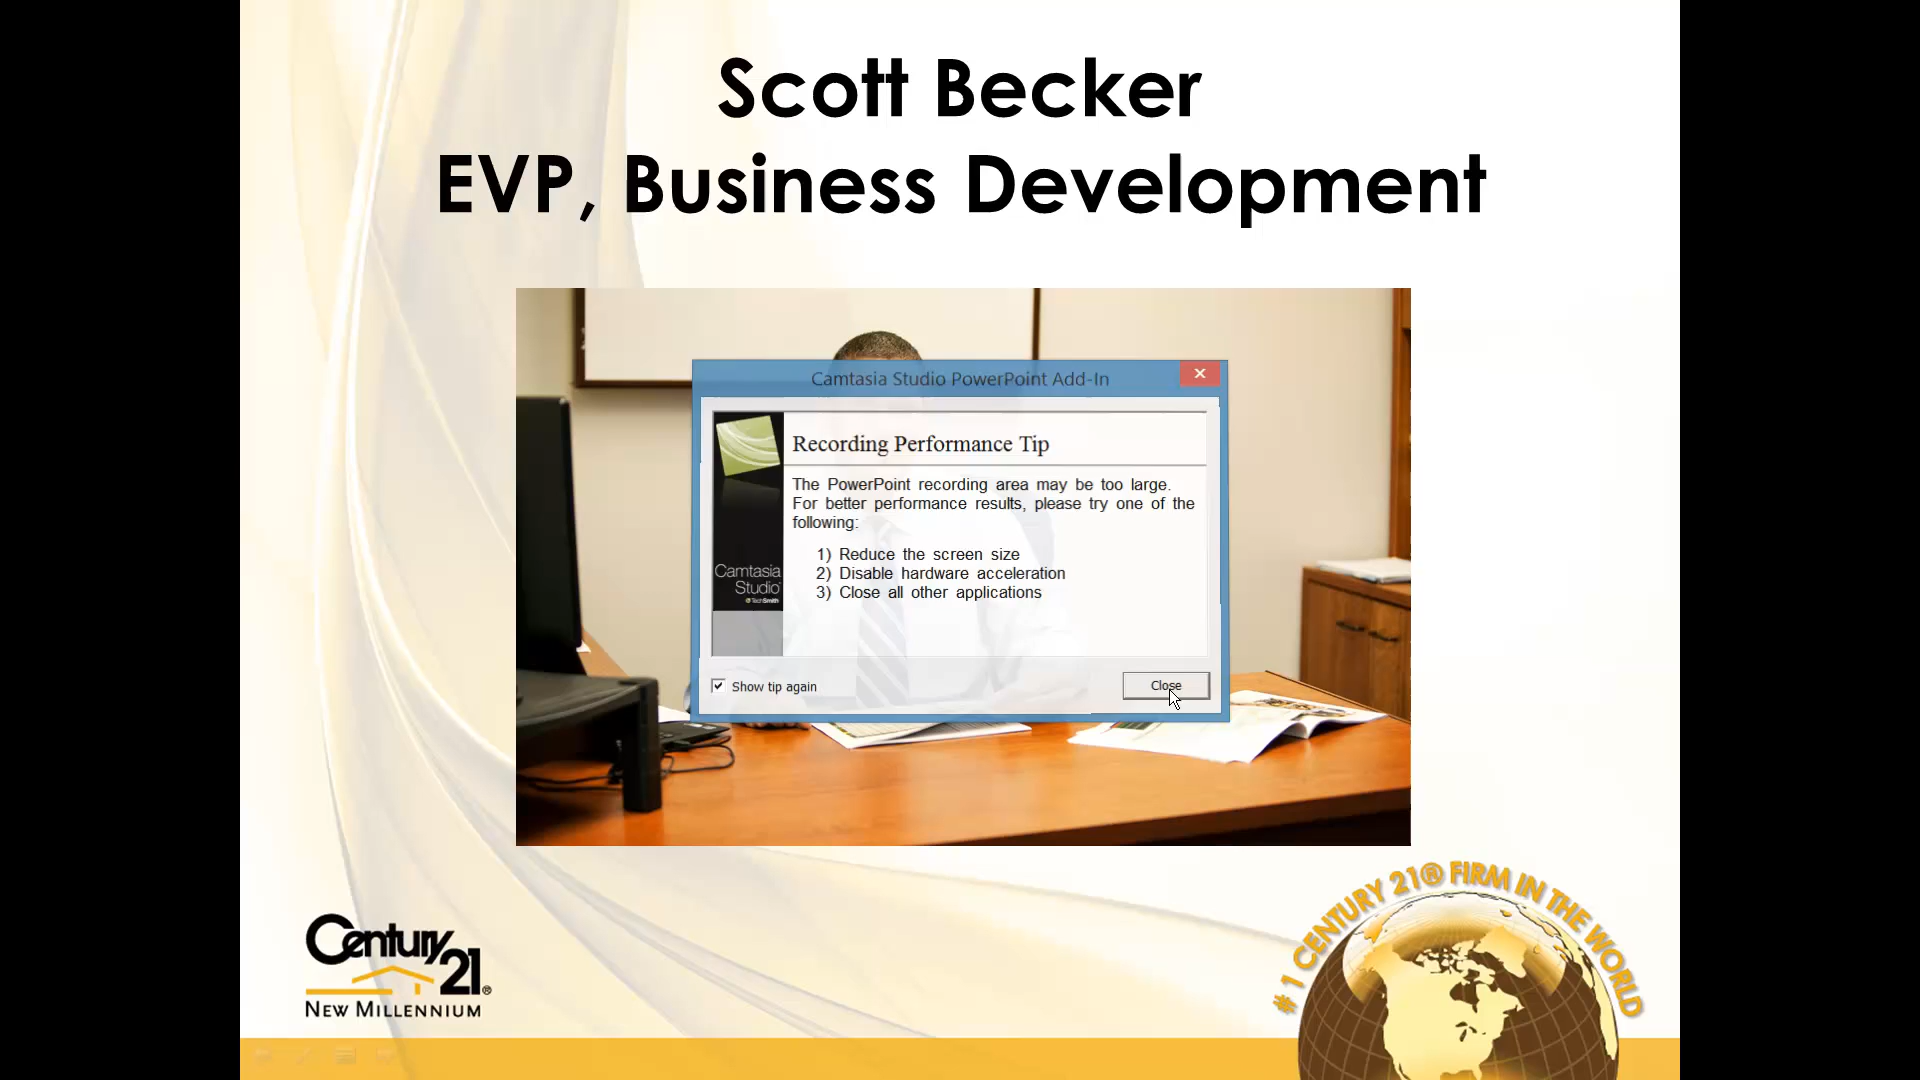 Scott Becker
EVP, Business Development
Camtasia Studio PowerPoint Add-In
Recording Performance Tip
The PowerPoint recording area may be too large.
For better performance results, please try one of the
following:
1) Reduce the screen size
2) Disable hardware acceleration
3) Close all other applications
Camtasia
Studio
TechSmith
Show tip again
Close
Century 21®
NEW MILLENNIUM
# 1 CENTURY 21® FIRM IN THE WORLD